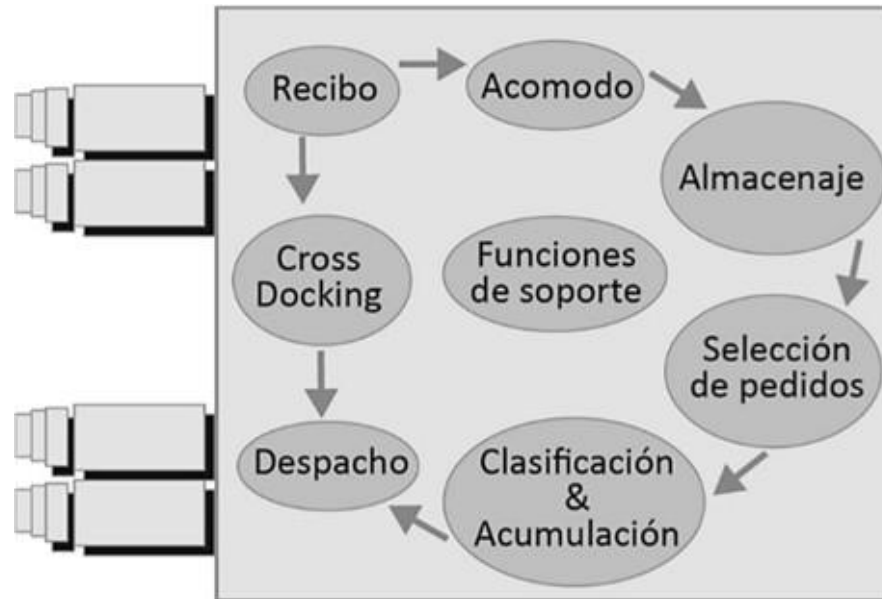 Recibo
Acomodo
Almacenaje
Cross
Docking
Funciones
de soporte
Selección
de pedidos
Despacho
Clasificación
&
Acumulación